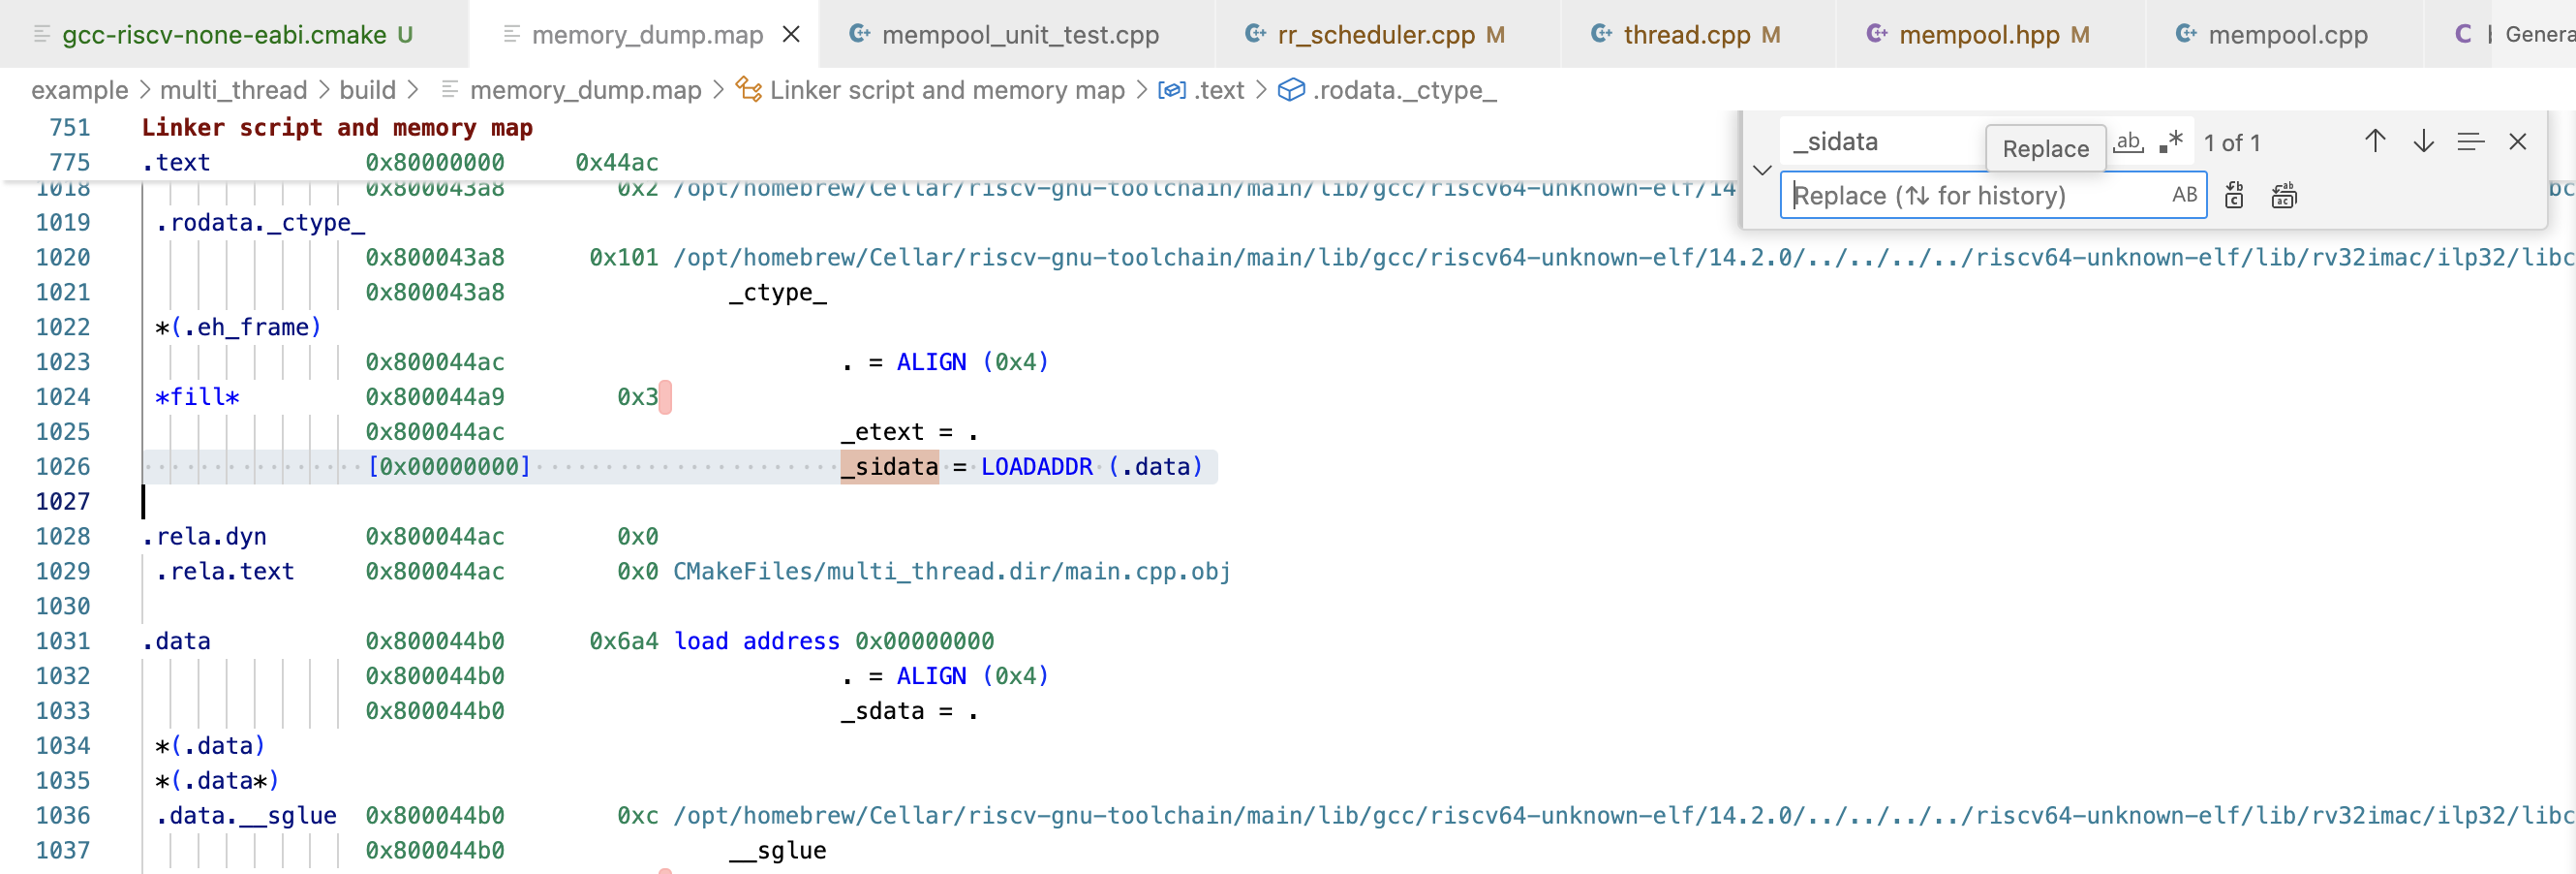 gcc-riscv-none-eabi.cmake U memory_dump.map mempool_unit_test.cpp rr_scheduler.cpp M thread.cpp M mempool.hpp M mempool.cpp Genera
example > multi_thread > build > memory_dump.map > Linker script and memory map > .text > .rodata._ctype_
751 Linker script and memory map
_sidata Replace ab .* 1 of 1
775 .text 0x80000000 0x44ac
Replace (⇅ for history) AB
1018 0x800043a8 0x2 /opt/homebrew/Cellar/riscv-gnu-toolchain/main/lib/gcc/riscv64-unknown-elf/14
1019 .rodata._ctype_
1020 0x800043a8 0x101 /opt/homebrew/Cellar/riscv-gnu-toolchain/main/lib/gcc/riscv64-unknown-elf/14.2.0/../../../../riscv64-unknown-elf/lib/rv32imac/ilp32/libc
1021 0x800043a8 _ctype_
1022 *(.eh_frame)
1023 0x800044ac . = ALIGN (0x4)
1024 *fill* 0x800044a9 0x3
1025 0x800044ac _etext = .
1026 [0x00000000] _sidata = LOADADDR (.data)
1027
1028 .rela.dyn 0x800044ac 0x0
1029 .rela.text 0x800044ac 0x0 CMakeFiles/multi_thread.dir/main.cpp.obj
1030
1031 .data 0x800044b0 0x6a4 load address 0x00000000
1032 0x800044b0 . = ALIGN (0x4)
1033 0x800044b0 _sdata = .
1034 *(.data)
1035 *(.data*)
1036 .data.__sglue 0x800044b0 0xc /opt/homebrew/Cellar/riscv-gnu-toolchain/main/lib/gcc/riscv64-unknown-elf/14.2.0/../../../../riscv64-unknown-elf/lib/rv32imac/ilp32/libc
1037 0x800044b0 __sglue